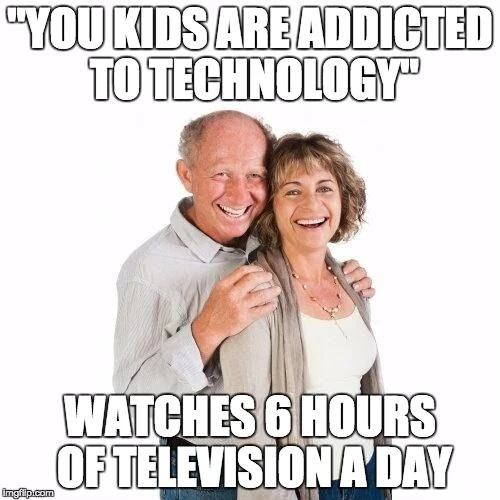 "YOU KIDS ARE ADDICTED
TO TECHNOLOGY"
WATCHES 6 HOURS
OF TELEVISION A DAY
imgflip.com